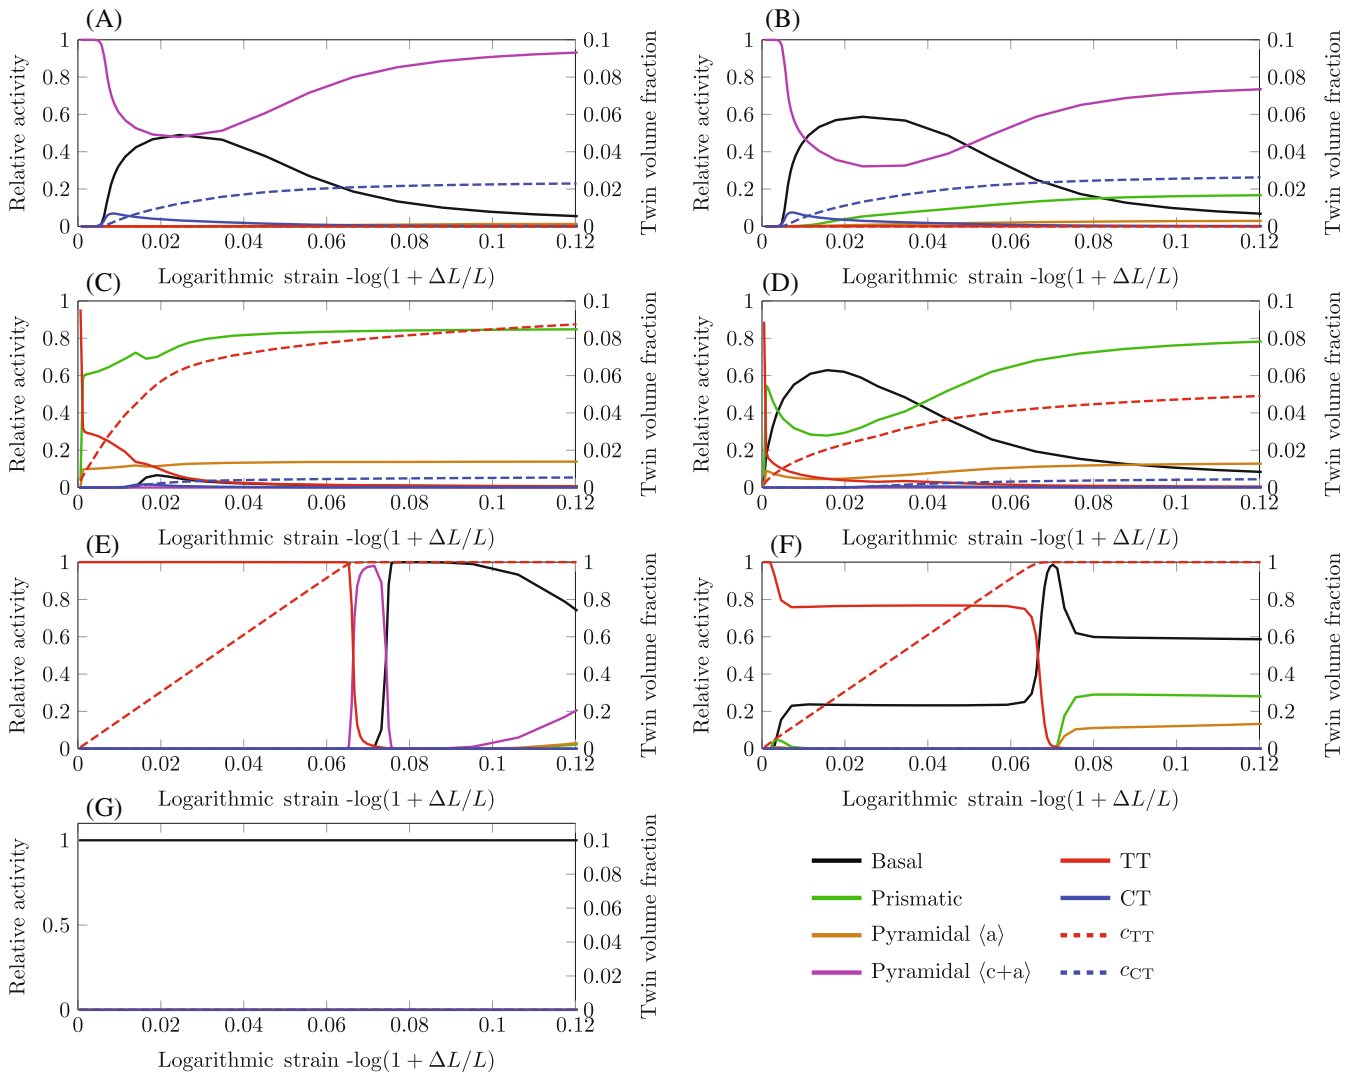 (A)
1
0.8
0.6
0.4
0.2
0
0.1
0.08
0.06
0.04
0.02
0
0 0.02 0.04 0.06 0.08 0.1 0.12
Relative activity
Twin volume fraction
Logarithmic strain -log(1 + ΔL/L)
(B)
1
0.8
0.6
0.4
0.2
0
0.1
0.08
0.06
0.04
0.02
0
0 0.02 0.04 0.06 0.08 0.1 0.12
Relative activity
Twin volume fraction
Logarithmic strain -log(1 + ΔL/L)
(C)
1
0.8
0.6
0.4
0.2
0
0.1
0.08
0.06
0.04
0.02
0
0 0.02 0.04 0.06 0.08 0.1 0.12
Relative activity
Twin volume fraction
Logarithmic strain -log(1 + ΔL/L)
(D)
1
0.8
0.6
0.4
0.2
0
0.1
0.08
0.06
0.04
0.02
0
0 0.02 0.04 0.06 0.08 0.1 0.12
Relative activity
Twin volume fraction
Logarithmic strain -log(1 + ΔL/L)
(E)
1
0.8
0.6
0.4
0.2
0
1
0.8
0.6
0.4
0.2
0
0 0.02 0.04 0.06 0.08 0.1 0.12
Relative activity
Twin volume fraction
Logarithmic strain -log(1 + ΔL/L)
(F)
1
0.8
0.6
0.4
0.2
0
1
0.8
0.6
0.4
0.2
0
0 0.02 0.04 0.06 0.08 0.1 0.12
Relative activity
Twin volume fraction
Logarithmic strain -log(1 + ΔL/L)
(G)
1
0.5
0
0.1
0.08
0.06
0.04
0.02
0
0 0.02 0.04 0.06 0.08 0.1 0.12
Relative activity
Twin volume fraction
Logarithmic strain -log(1 + ΔL/L)
Basal
Prismatic
Pyramidal ⟨a⟩
Pyramidal ⟨c+a⟩
TT
CT
c_TT
c_CT